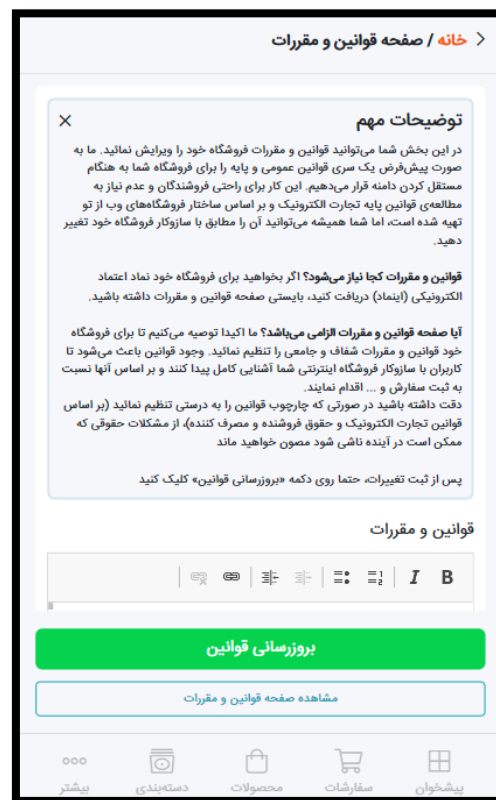 خانه / صفحه قوانین و مقررات
توضیحات مهم
در این بخش شما می‌توانید قوانین و مقررات فروشگاه خود را ویرایش نمائید. ما به
صورت پیش‌فرض یک سری قوانین عمومی و پایه را برای فروشگاه شما به هنگام
مستقل کردن دامنه قرار می‌دهیم. این کار برای راحتی فروشندگان و عدم نیاز به
مطالعه‌ی قوانین پایه تجارت الکترونیک و بر اساس ساختار فروشگاه‌های وب از تو
تهیه شده است، اما شما همیشه می‌توانید آن را مطابق با سازوکار فروشگاه خود تغییر
دهید.
قوانین و مقررات کجا نیاز می‌شود؟ اگر بخواهید برای فروشگاه خود نماد اعتماد
الکترونیکی (اینماد) دریافت کنید، بایستی صفحه قوانین و مقررات داشته باشید.
آیا صفحه قوانین و مقررات الزامی می‌باشد؟ ما اکیدا توصیه می‌کنیم تا برای فروشگاه
خود قوانین و مقررات شفاف و جامعی را تنظیم نمائید. وجود قوانین باعث می‌شود تا
کاربران با سازوکار فروشگاه اینترنتی شما آشنایی کامل پیدا کنند و بر اساس آنها نسبت
به ثبت سفارش و ... اقدام نمایند.
دقت داشته باشید در صورتی که چارچوب قوانین را به درستی تنظیم نمائید (بر اساس
قوانین تجارت الکترونیک و حقوق فروشنده و مصرف کننده)، از مشکلات حقوقی که
ممکن است در آینده ناشی شود مصون خواهید ماند
پس از ثبت تغییرات، حتما روی دکمه «بروزرسانی قوانین» کلیک کنید
قوانین و مقررات
B I
بروزرسانی قوانین
مشاهده صفحه قوانین و مقررات
پیشخوان سفارشات محصولات دسته‌بندی بیشتر